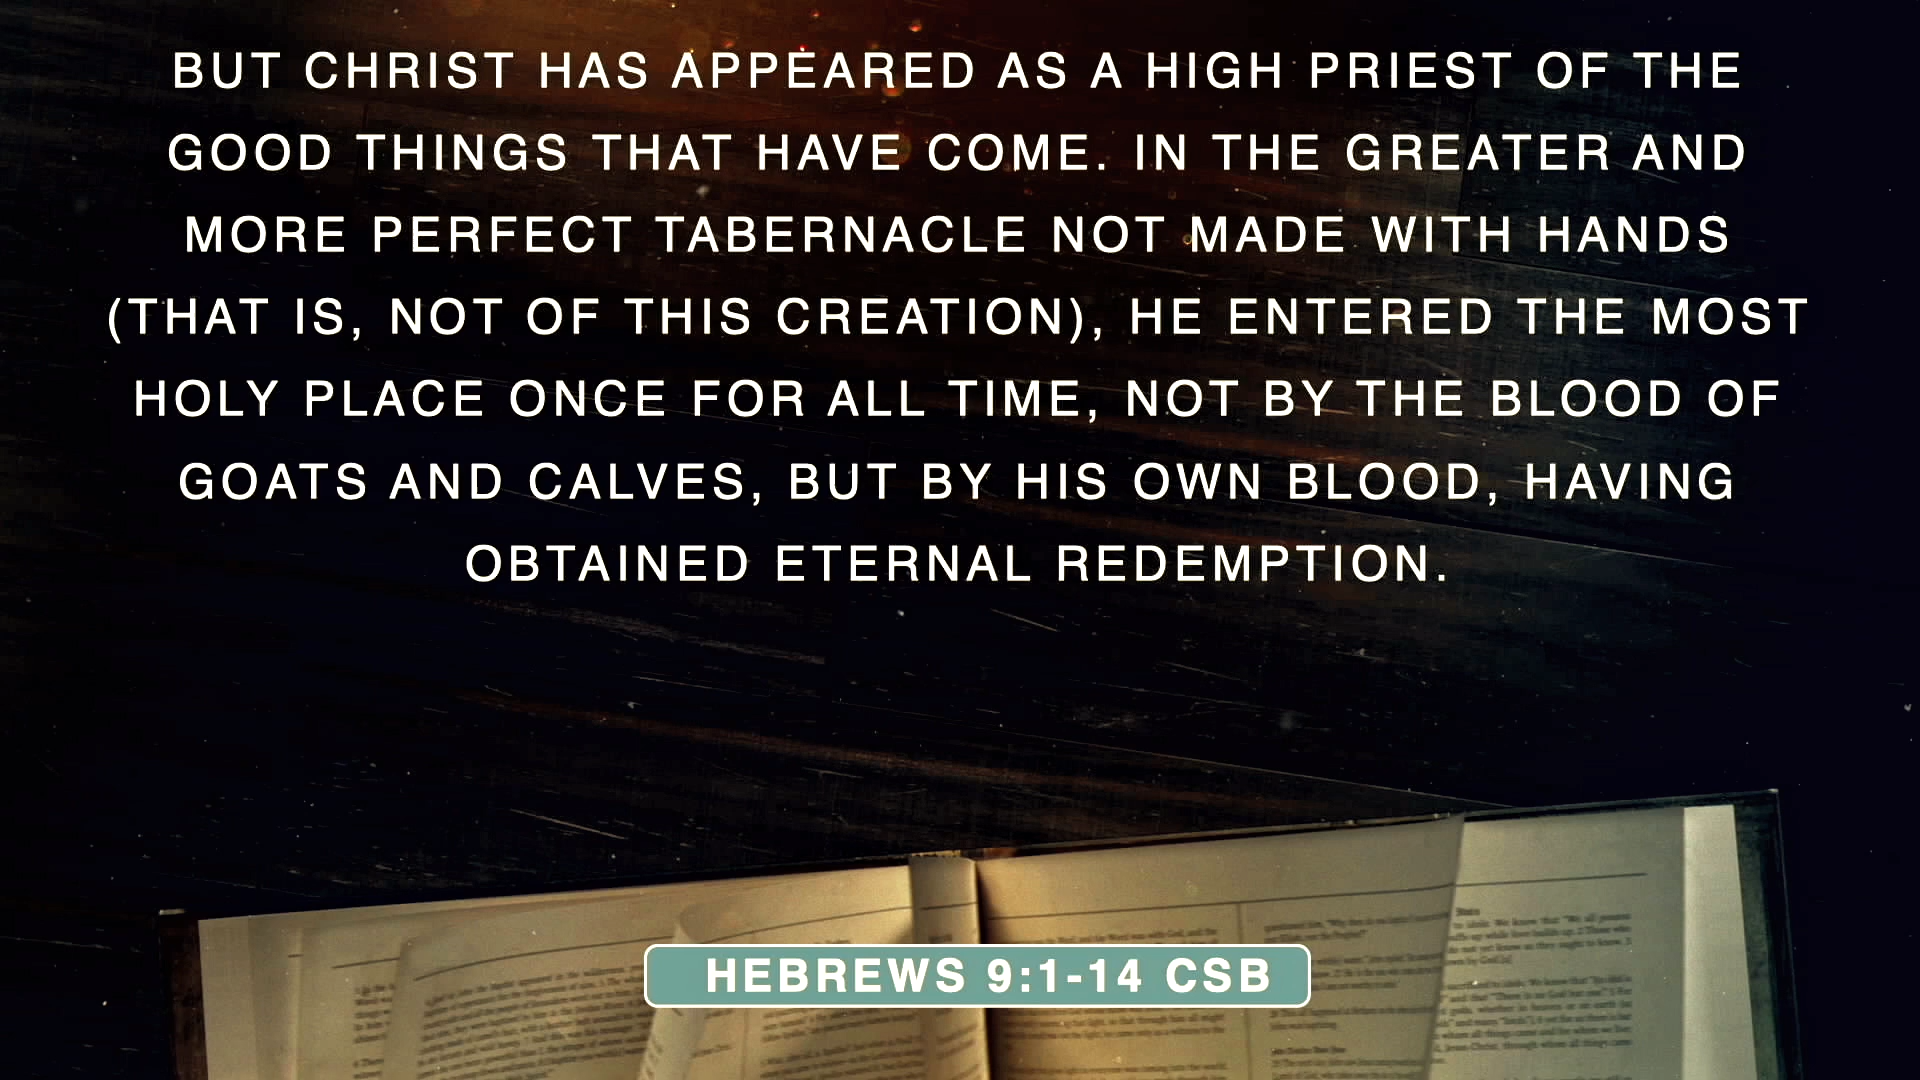 BUT CHRIST HAS APPEARED AS A HIGH PRIEST OF THE
GOOD THINGS THAT HAVE COME. IN THE GREATER AND
MORE PERFECT TABERNACLE NOT MADE WITH HANDS
(THAT IS, NOT OF THIS CREATION), HE ENTERED THE MOST
HOLY PLACE ONCE FOR ALL TIME, NOT BY THE BLOOD OF
GOATS AND CALVES, BUT BY HIS OWN BLOOD, HAVING
OBTAINED ETERNAL REDEMPTION.
HEBREWS 9:1-14 CSB